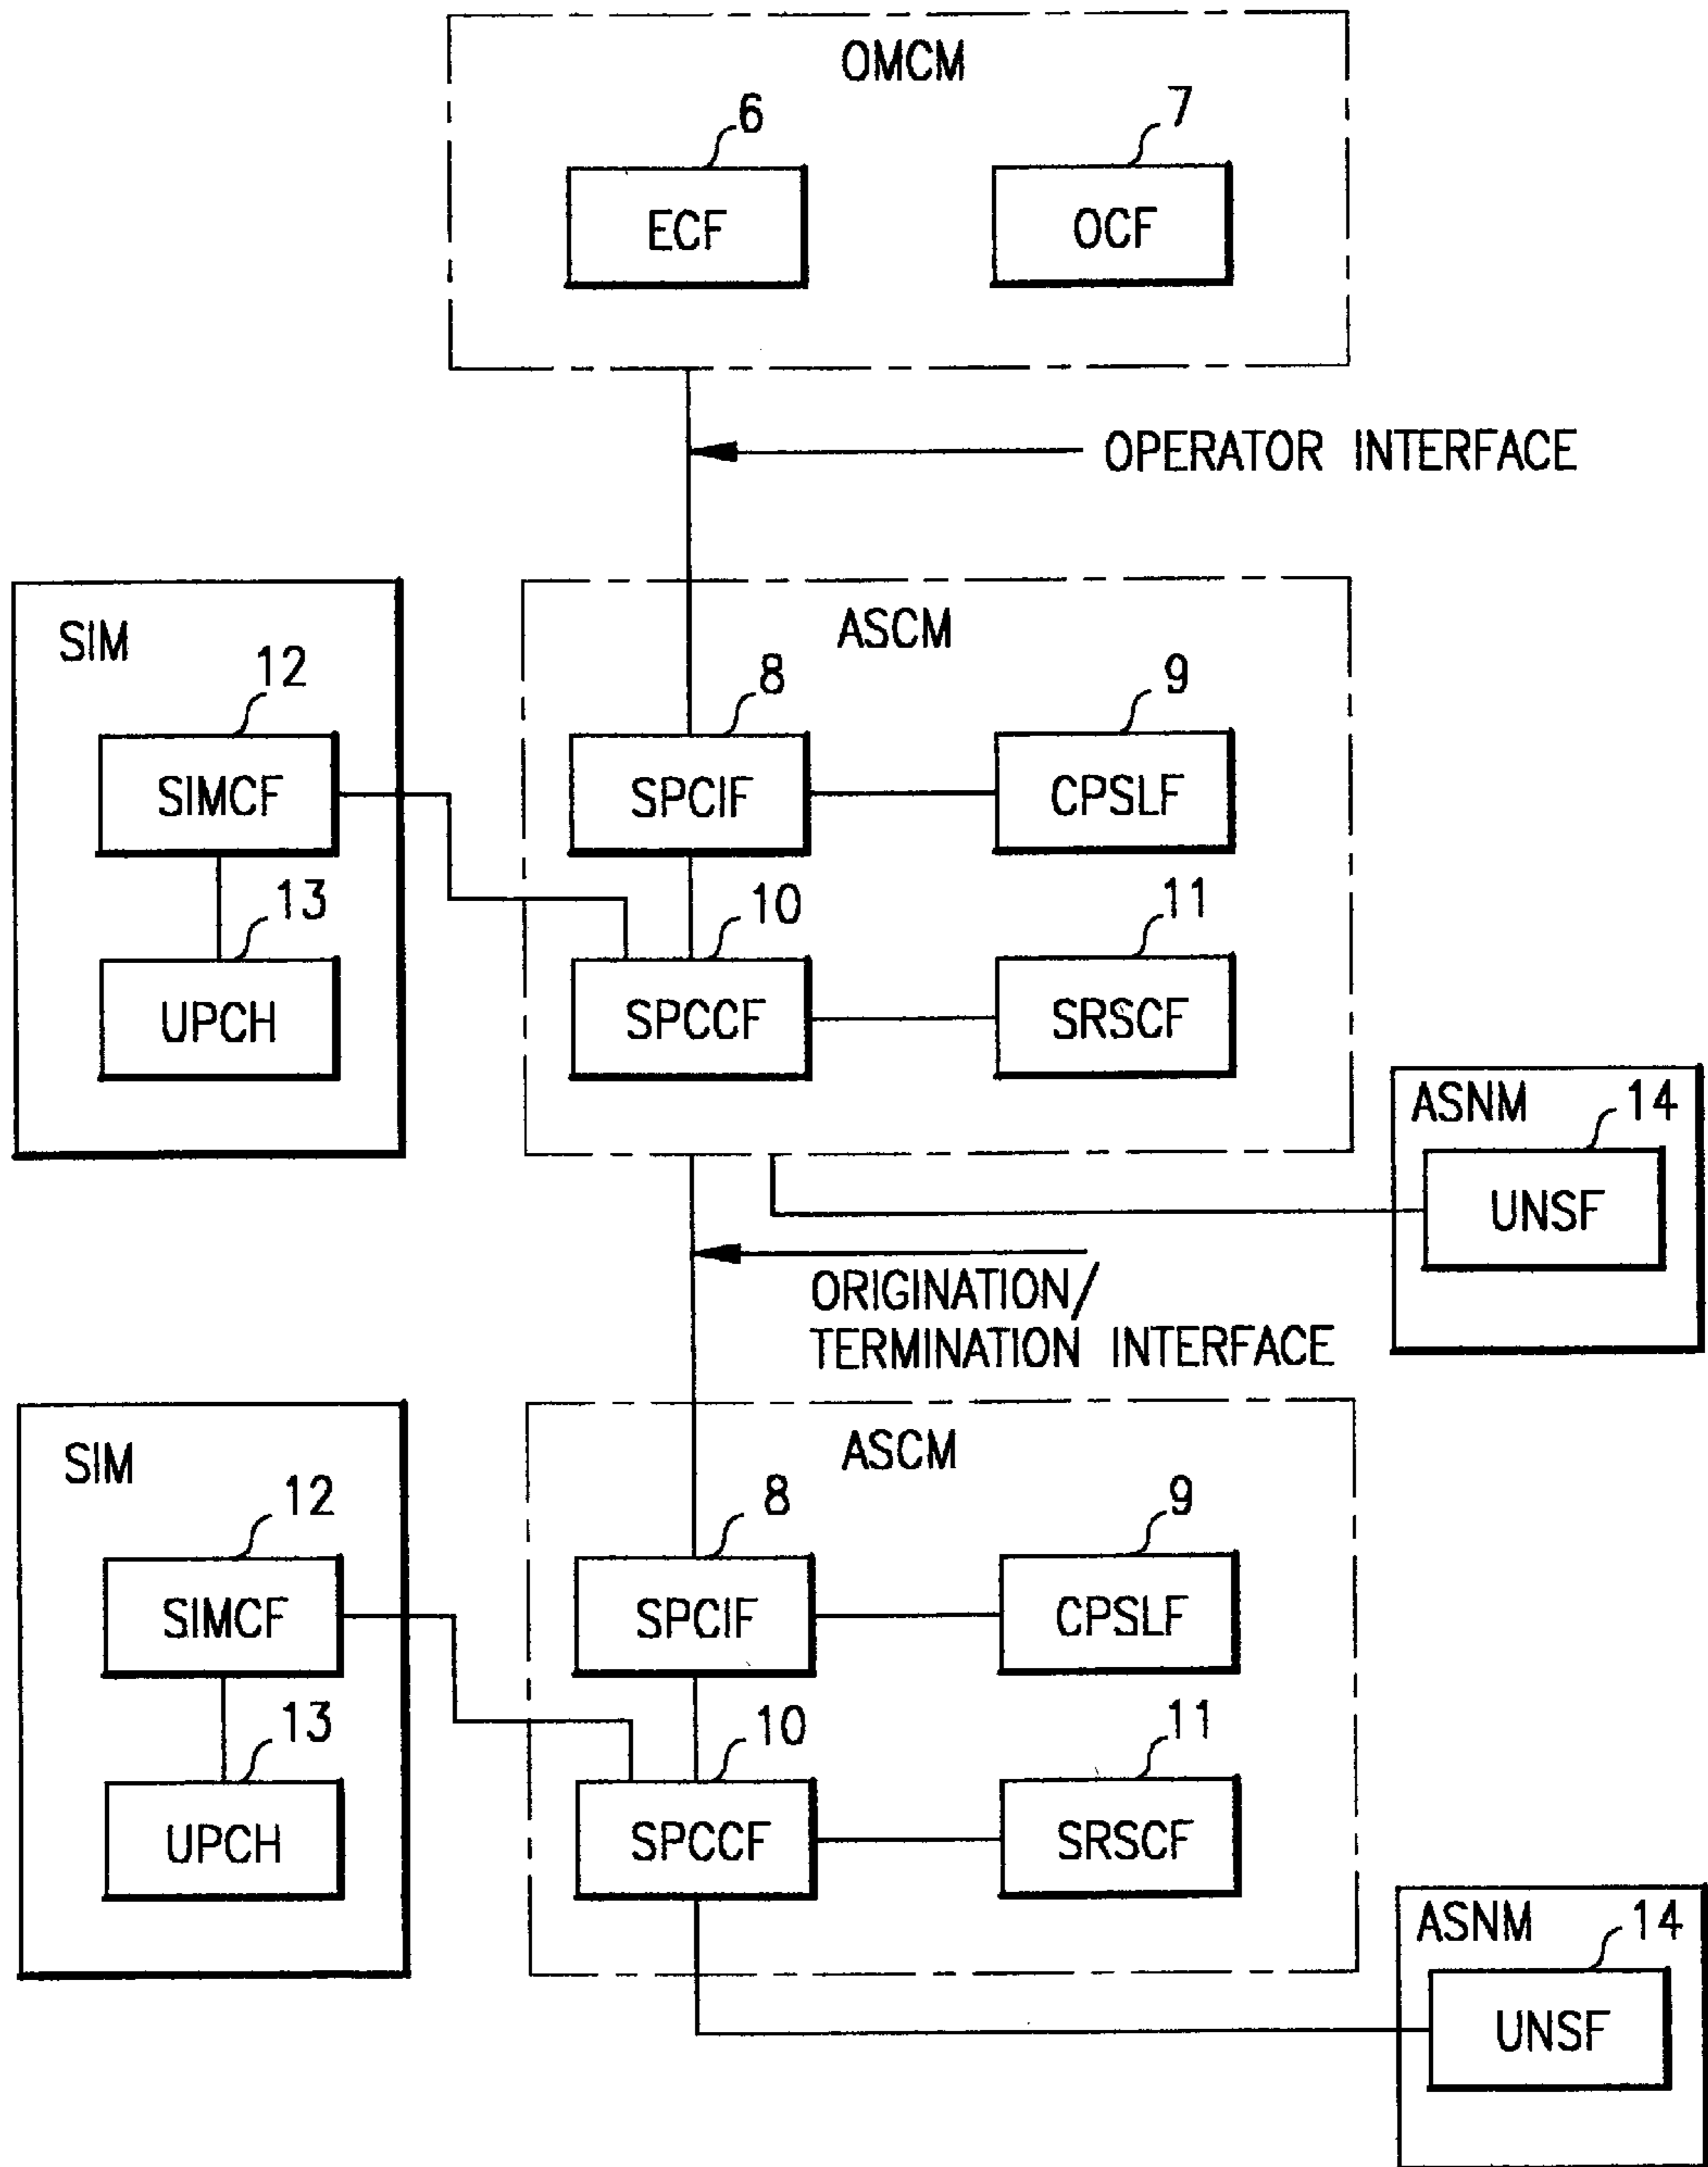 OMCM
6
7
ECF
OCF
OPERATOR INTERFACE
SIM
ASCM
12
8
9
SIMCF
SPCIF
CPSLF
13
10
11
UPCH
SPCCF
SRSCF
ASNM
14
UNSF
ORIGINATION/
TERMINATION INTERFACE
SIM
ASCM
12
8
9
SIMCF
SPCIF
CPSLF
13
10
11
UPCH
SPCCF
SRSCF
ASNM
14
UNSF